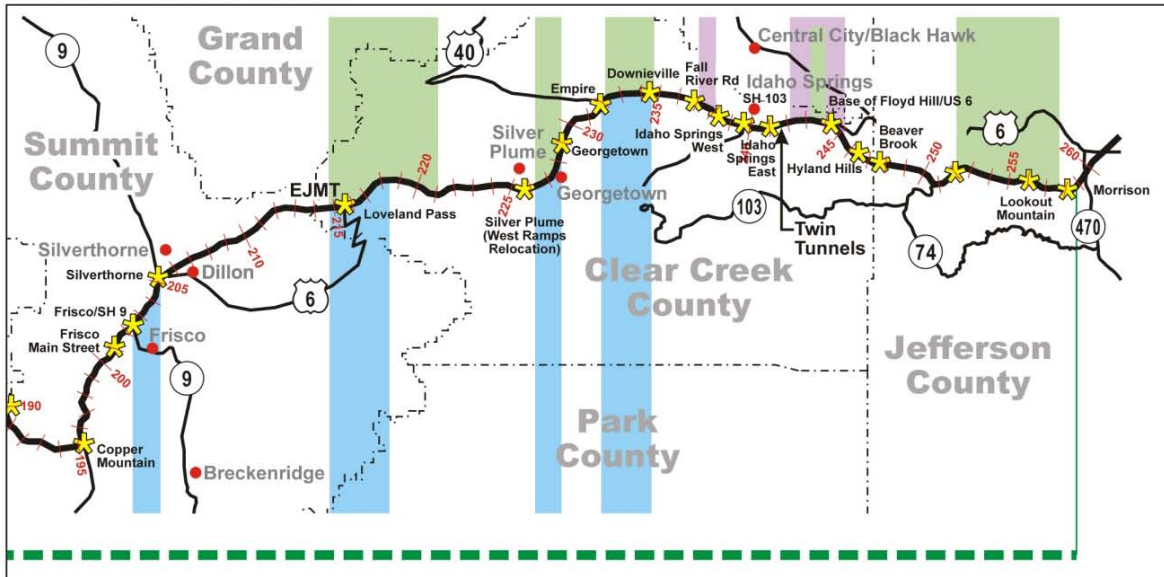 9
Grand
County
40
Central City/Black Hawk
Downieville
Fall
River Rd
Idaho Springs
SH 103
Empire
235
Base of Floyd Hill/US 6
6
Summit
County
Silver
Plume
230
Georgetown
Idaho Springs
West
Idaho
Springs
East
245
Beaver
Brook
250
255
260
Hyland Hills
220
EJMT
215
Loveland Pass
225
Georgetown
Silver Plume
(West Ramps
Relocation)
103
Twin
Tunnels
74
Lookout
Mountain
Morrison
470
Silverthorne
Silverthorne
205
Dillon
210
6
Clear Creek
County
Frisco/SH 9
Frisco
Main Street
Frisco
200
9
Jefferson
County
190
Park
County
Copper
Mountain
195
Breckenridge